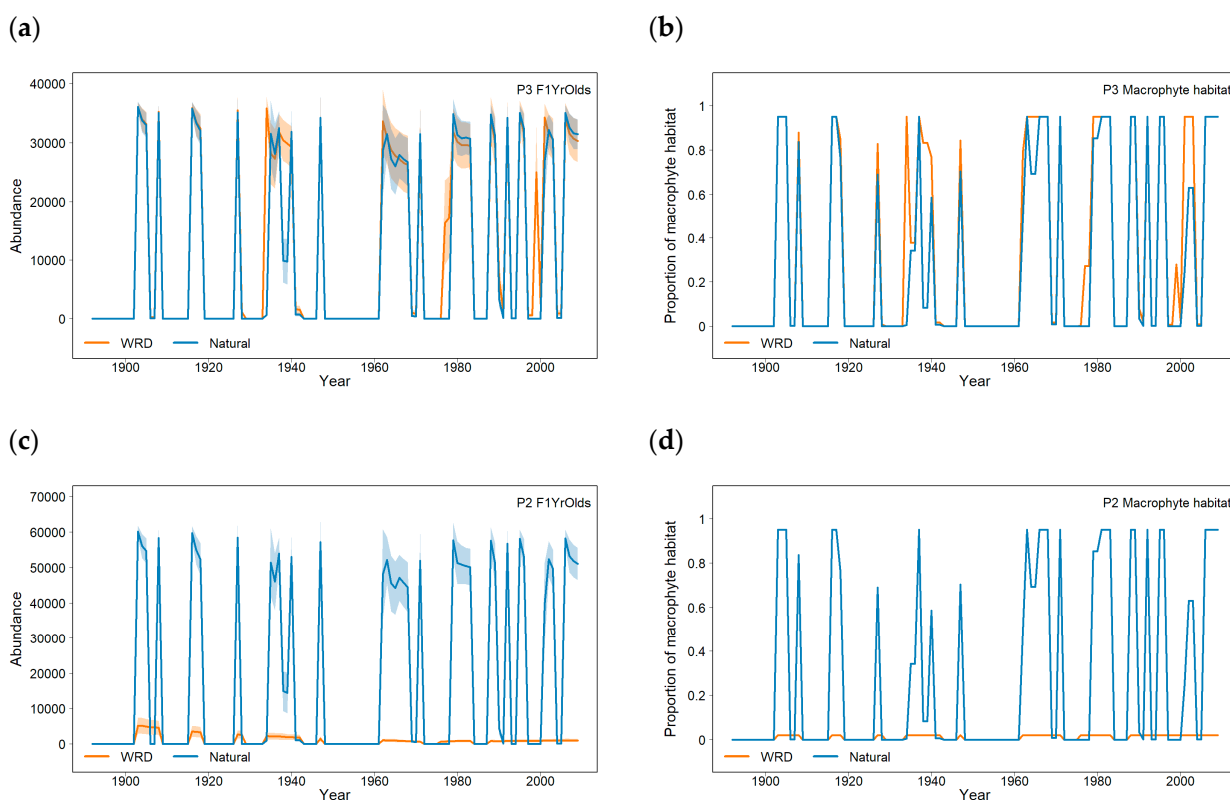 (a)
P3 F1YrOlds
Abundance
40000
30000
20000
10000
0
WRD Natural
1900 1920 1940 1960 1980 2000
Year
(b)
P3 Macrophyte habitat
Proportion of macrophyte habitat
1
0.8
0.6
0.4
0.2
0
WRD Natural
1900 1920 1940 1960 1980 2000
Year
(c)
P2 F1YrOlds
Abundance
70000
60000
50000
40000
30000
20000
10000
0
WRD Natural
1900 1920 1940 1960 1980 2000
Year
(d)
P2 Macrophyte habitat
Proportion of macrophyte habitat
1
0.8
0.6
0.4
0.2
0
WRD Natural
1900 1920 1940 1960 1980 2000
Year